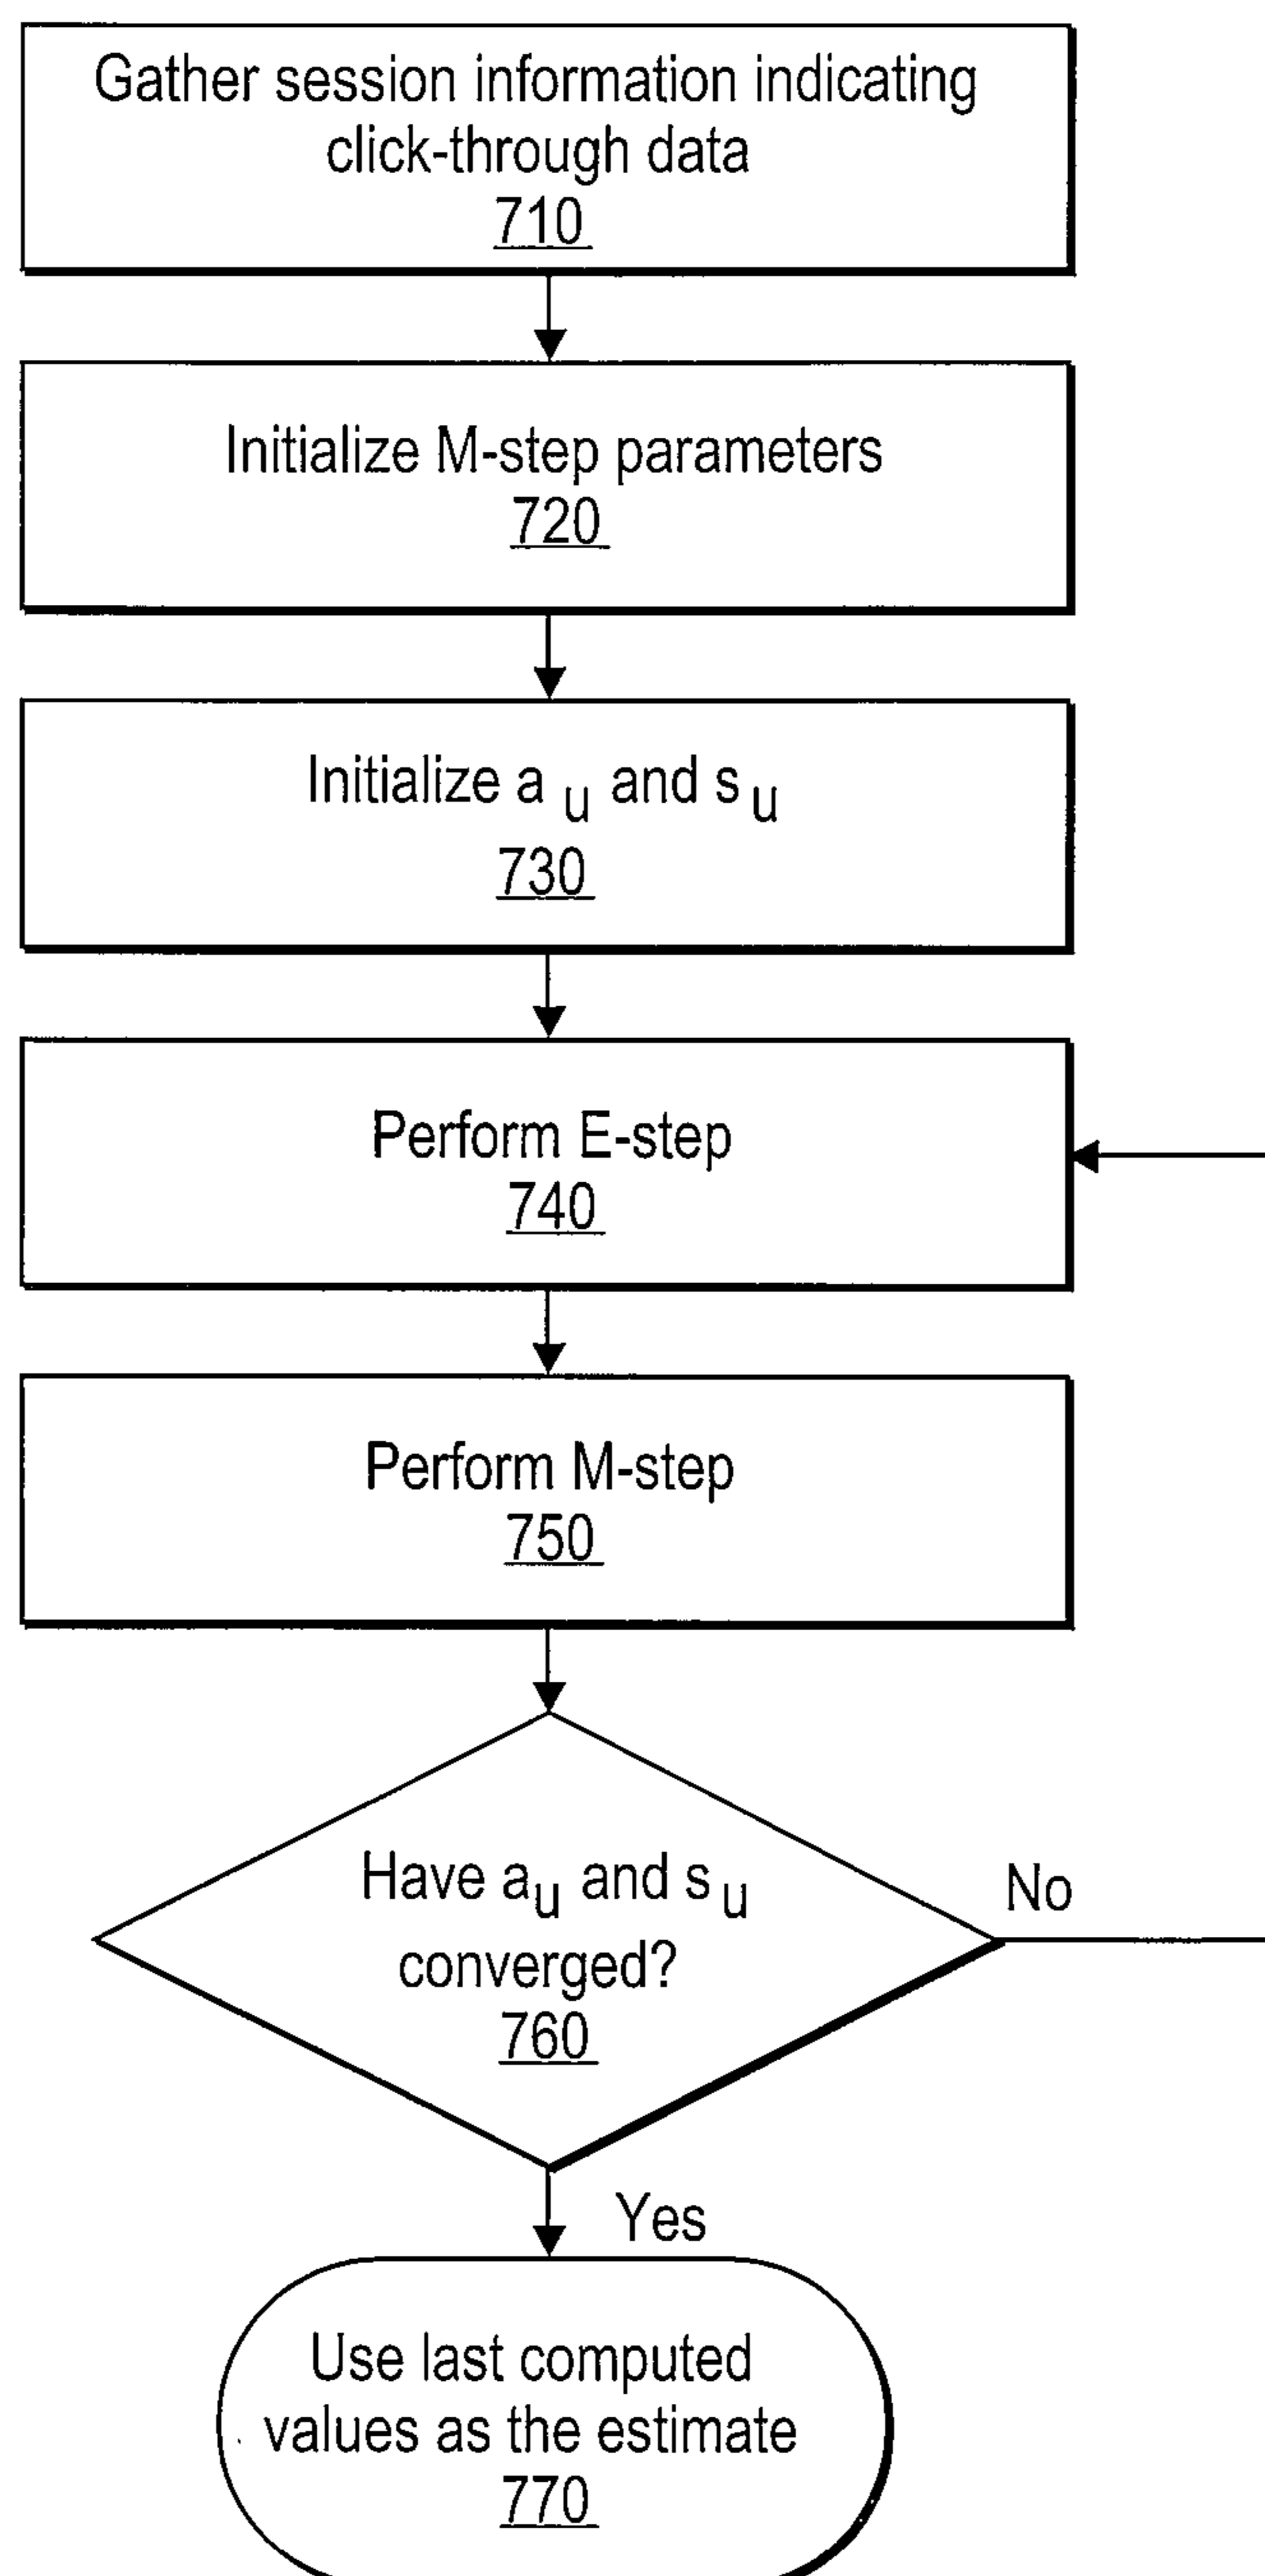 Gather session information indicating
click-through data
710
Initialize M-step parameters
720
Initialize a u and s u
730
Perform E-step
740
Perform M-step
750
Have a u and s u
converged?
760
No
Yes
Use last computed
values as the estimate
770